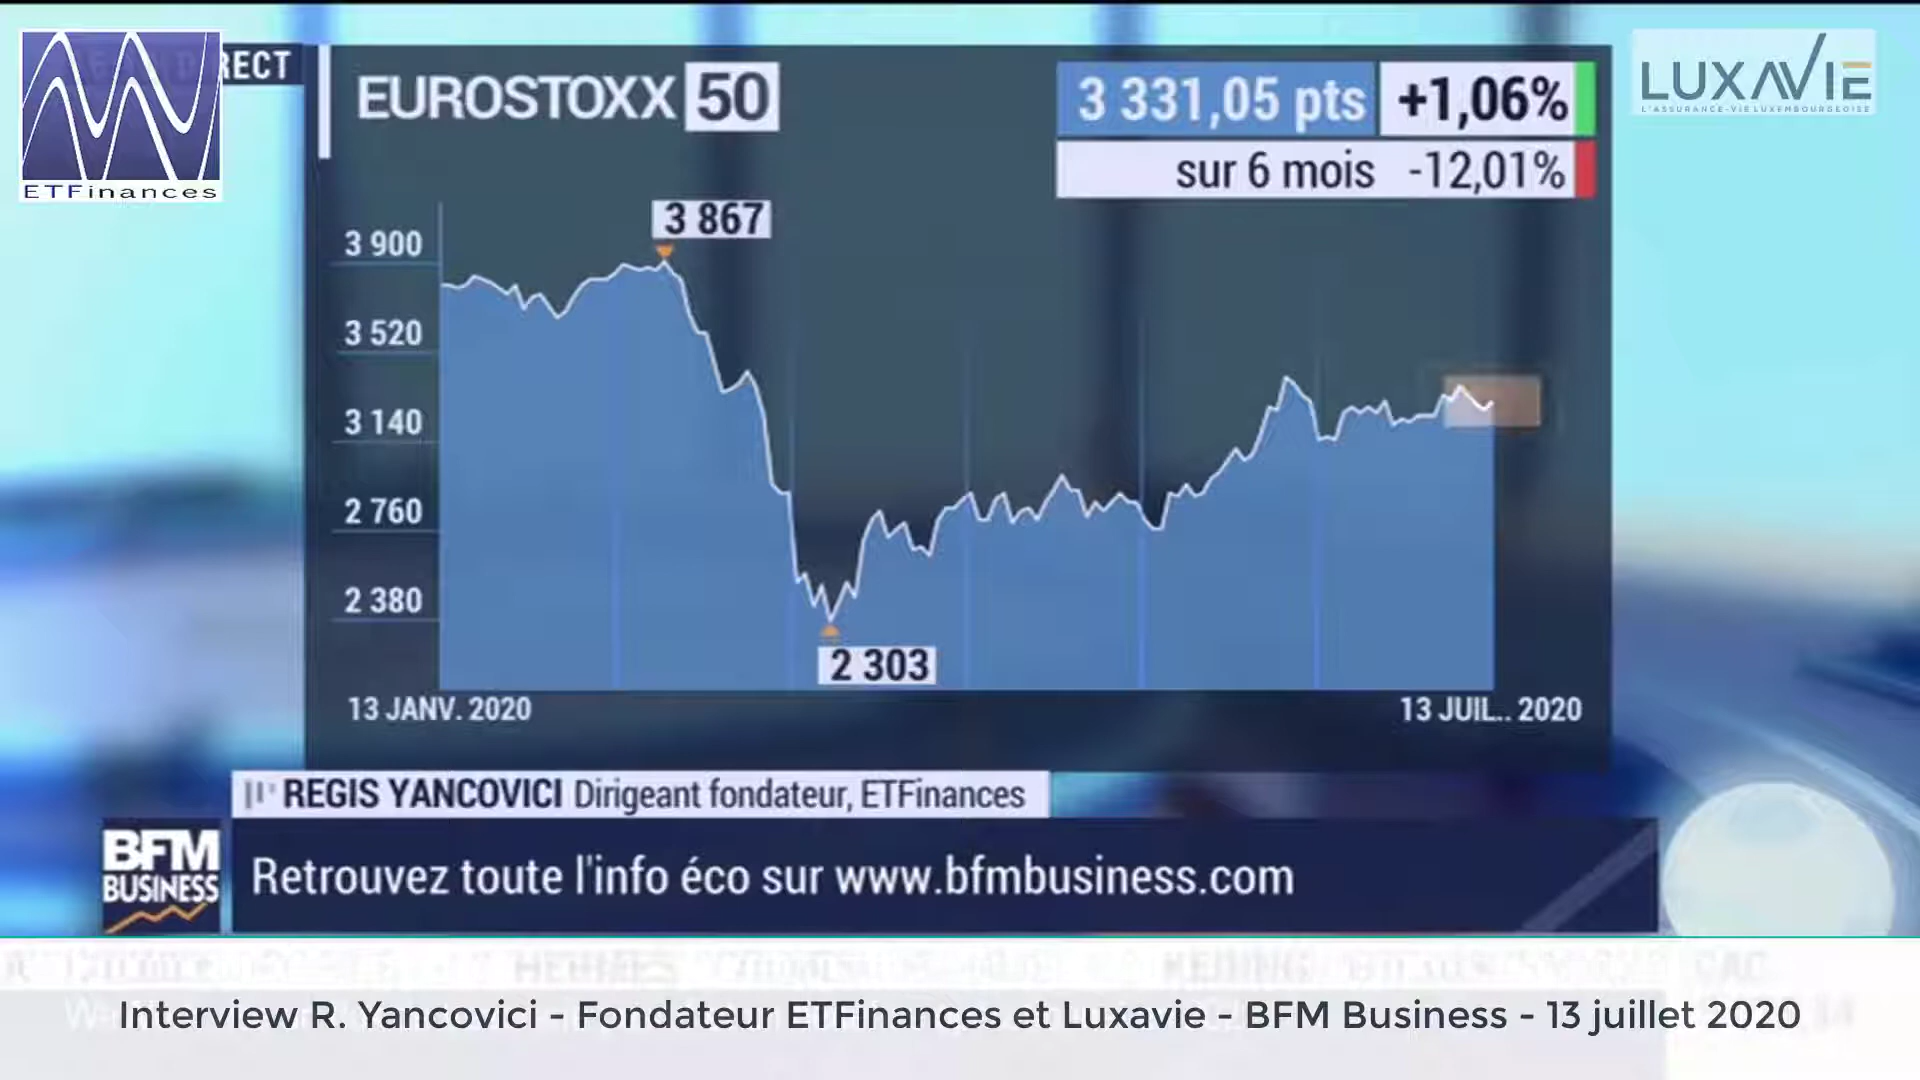 RECT
ETFinances
EUROSTOXX 50
3 331,05 pts +1,06%
sur 6 mois -12,01%
LUXAVIE
L'ASSURANCE-VIE LUXEMBOURGEOISE
3 867
3 900
3 520
3 140
2 760
2 380
2 303
13 JANV. 2020
13 JUIL.. 2020
REGIS YANCOVICI Dirigeant fondateur, ETFinances
BFM
BUSINESS
Retrouvez toute l'info éco sur www.bfmbusiness.com
Interview R. Yancovici - Fondateur ETFinances et Luxavie - BFM Business - 13 juillet 2020